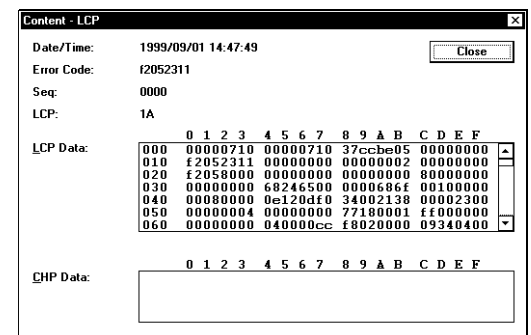 Content - LCP
Date/Time: 1999/09/01 14:47:49
Close
Error Code: f2052311
Seq: 0000
LCP: 1A
0 1 2 3 4 5 6 7 8 9 A B C D E F
LCP Data: 000 00000710 00000710 37ccbe05 00000000
010 f2052311 00000000 00000002 00000000
020 f2058000 00000000 00000000 80000000
030 00000000 68246500 0000686f 00100000
040 00080000 0e120df0 34002138 00002300
050 00000004 00000000 77180001 ff000000
060 00000000 040000cc f8020000 09340400
0 1 2 3 4 5 6 7 8 9 A B C D E F
CHP Data: